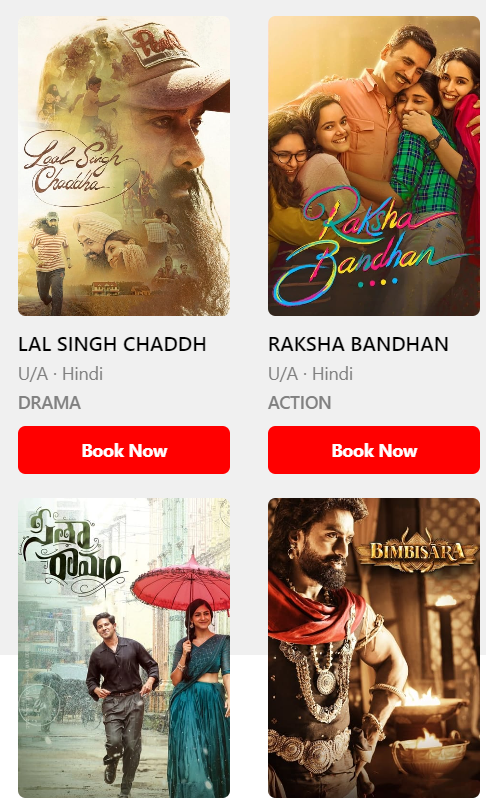 Laal Singh
Chaddha
Raksha
Bandhan
LAL SINGH CHADDH
RAKSHA BANDHAN
U/A · Hindi
U/A · Hindi
DRAMA
ACTION
Book Now
Book Now
സീതാ
രാമം
BIMBISARA